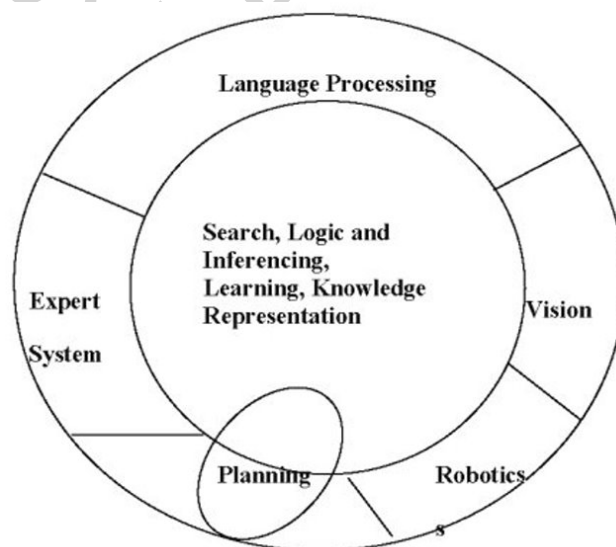 Language Processing
Search, Logic and
Inferencing,
Learning, Knowledge
Representation
Expert
System
Vision
Planning
Robotics
s